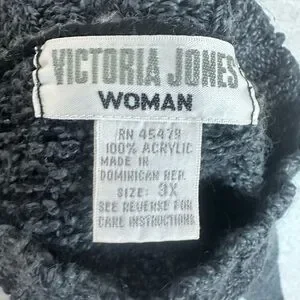 VICTORIA JONES
WOMAN
RN 45479
100% ACRYLIC
MADE IN
DOMINICAN REP.
SIZE: 3X
SEE REVERSE FOR
CARE INSTRUCTIONS